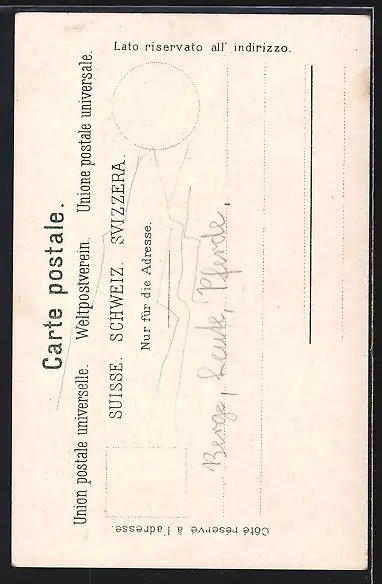 Carte postale.
Union postale universelle. Weltpostverein. Unione postale universale.
SUISSE. SCHWEIZ. SVIZZERA.
Nur für die Adresse.
Côté réservé à l'adresse.
Lato riservato all' indirizzo.
Berge, Leute, Pferde,